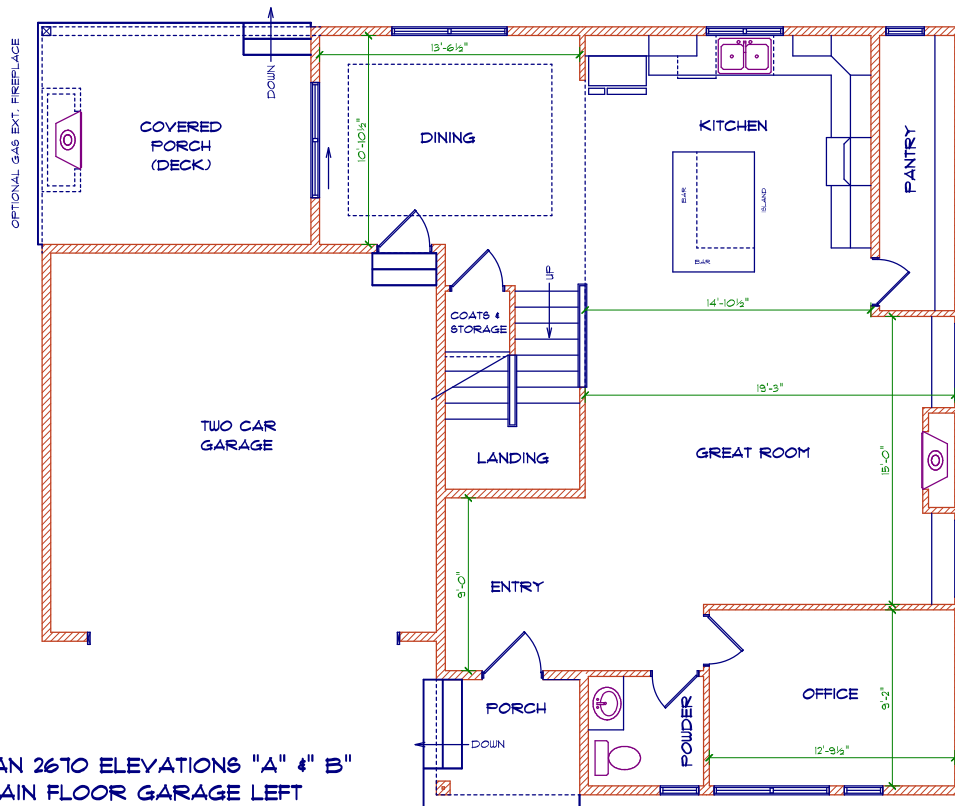 OPTIONAL GAS EXT. FIREPLACE
DOWN
13'-6½"
10'-10½"
COVERED
PORCH
(DECK)
DINING
KITCHEN
PANTRY
BAR
ISLAND
BAR
UP
14'-10½"
COATS &
STORAGE
19'-3"
TWO CAR
GARAGE
LANDING
GREAT ROOM
15'-0"
9'-0"
ENTRY
PORCH
DOWN
POWDER
OFFICE
9'-2"
12'-9½"
AN 2670 ELEVATIONS "A" & B"
AIN FLOOR GARAGE LEFT